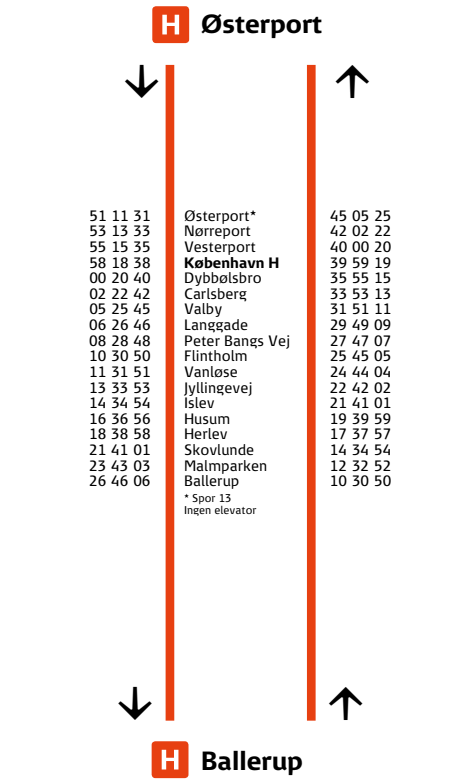 H Østerport
51 11 31 Østerport* 45 05 25
53 13 33 Nørreport 42 02 22
55 15 35 Vesterport 40 00 20
58 18 38 København H 39 59 19
00 20 40 Dybbølsbro 35 55 15
02 22 42 Carlsberg 33 53 13
05 25 45 Valby 31 51 11
06 26 46 Langgade 29 49 09
08 28 48 Peter Bangs Vej 27 47 07
10 30 50 Flintholm 25 45 05
11 31 51 Vanløse 24 44 04
13 33 53 Jyllingevej 22 42 02
14 34 54 Islev 21 41 01
16 36 56 Husum 19 39 59
18 38 58 Herlev 17 37 57
21 41 01 Skovlunde 14 34 54
23 43 03 Malmparken 12 32 52
26 46 06 Ballerup 10 30 50
* Spor 13
Ingen elevator
H Ballerup